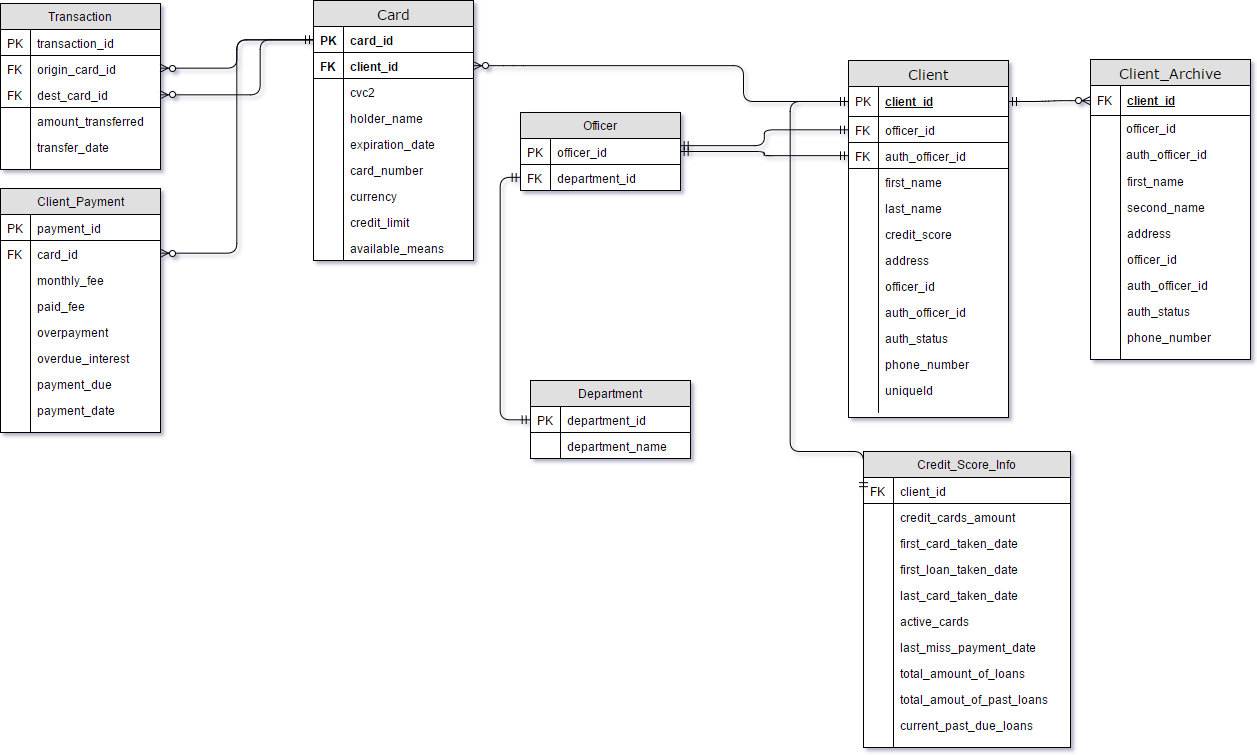 Transaction
PK transaction_id
FK origin_card_id
FK dest_card_id
amount_transferred
transfer_date
Client_Payment
PK payment_id
FK card_id
monthly_fee
paid_fee
overpayment
overdue_interest
payment_due
payment_date
Card
PK card_id
FK client_id
cvc2
holder_name
expiration_date
card_number
currency
credit_limit
available_means
Officer
PK officer_id
FK department_id
Department
PK department_id
department_name
Client
PK client_id
FK officer_id
FK auth_officer_id
first_name
last_name
credit_score
address
officer_id
auth_officer_id
auth_status
phone_number
uniqueId
Client_Archive
FK client_id
officer_id
auth_officer_id
first_name
second_name
address
officer_id
auth_officer_id
auth_status
phone_number
Credit_Score_Info
FK client_id
credit_cards_amount
first_card_taken_date
first_loan_taken_date
last_card_taken_date
active_cards
last_miss_payment_date
total_amount_of_loans
total_amout_of_past_loans
current_past_due_loans